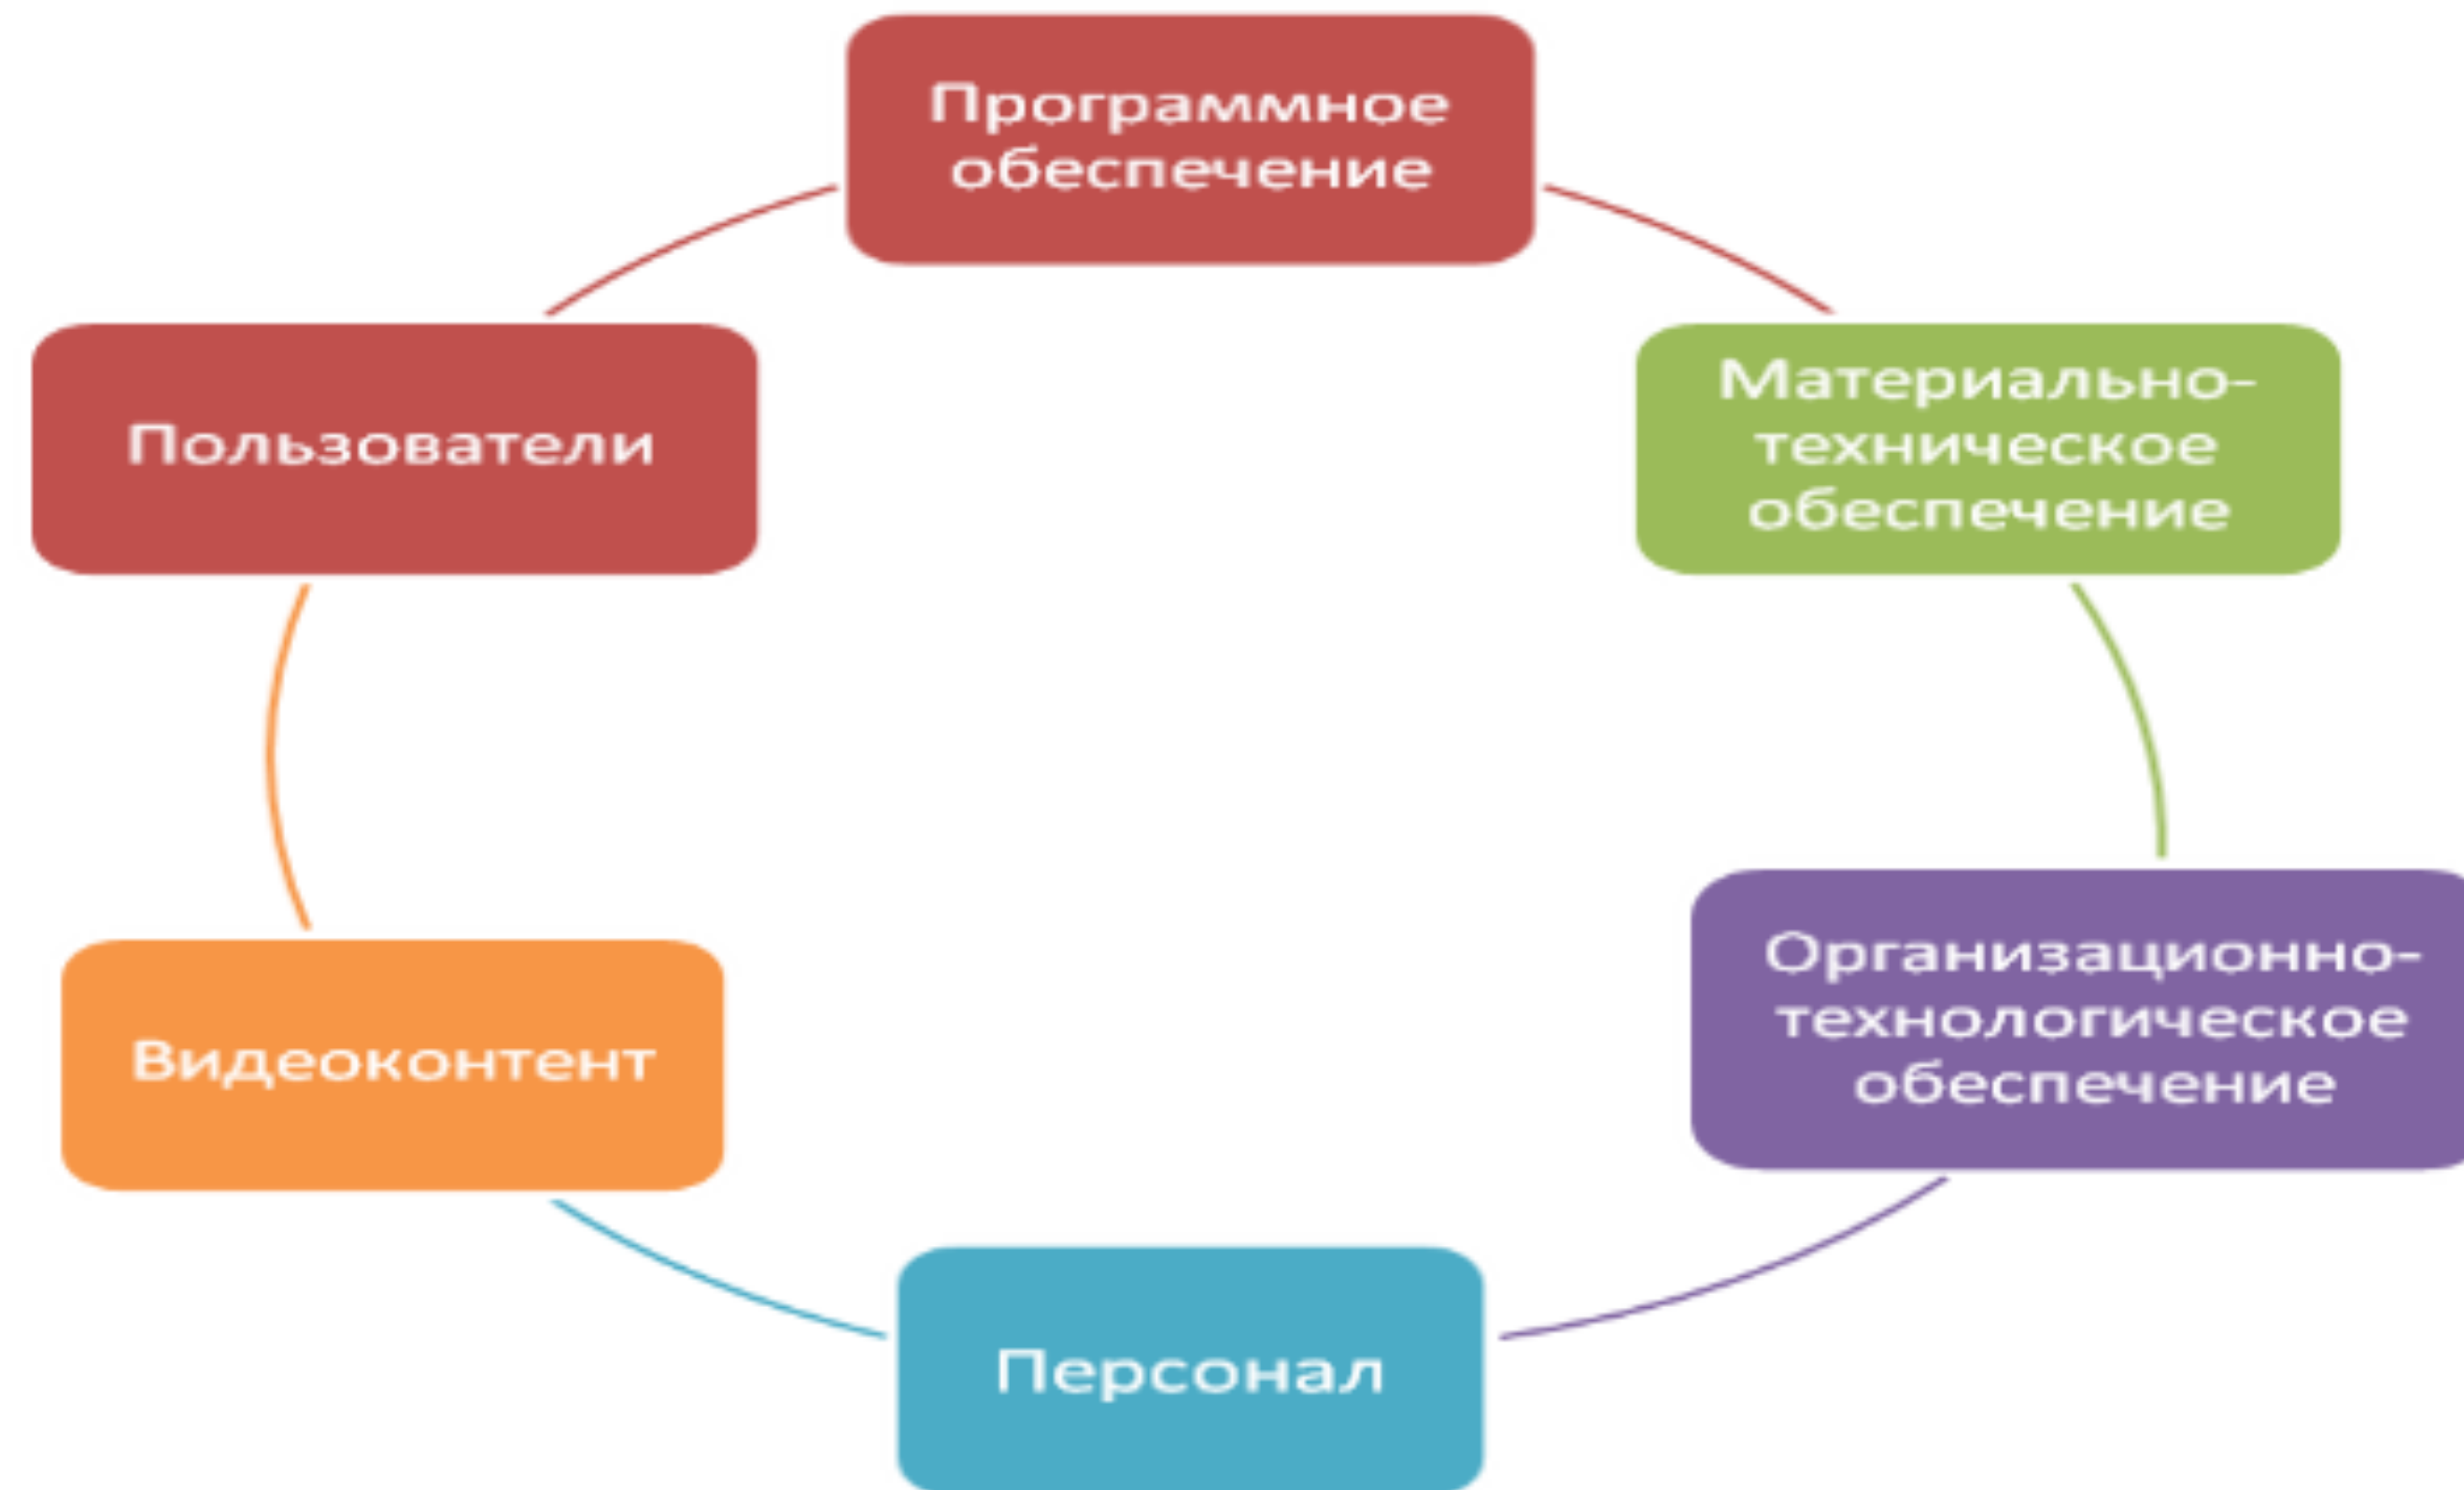 Программное
обеспечение
Пользователи
Материально-
техническое
обеспечение
Организационно-
технологическое
обеспечение
Видеоконтент
Персонал